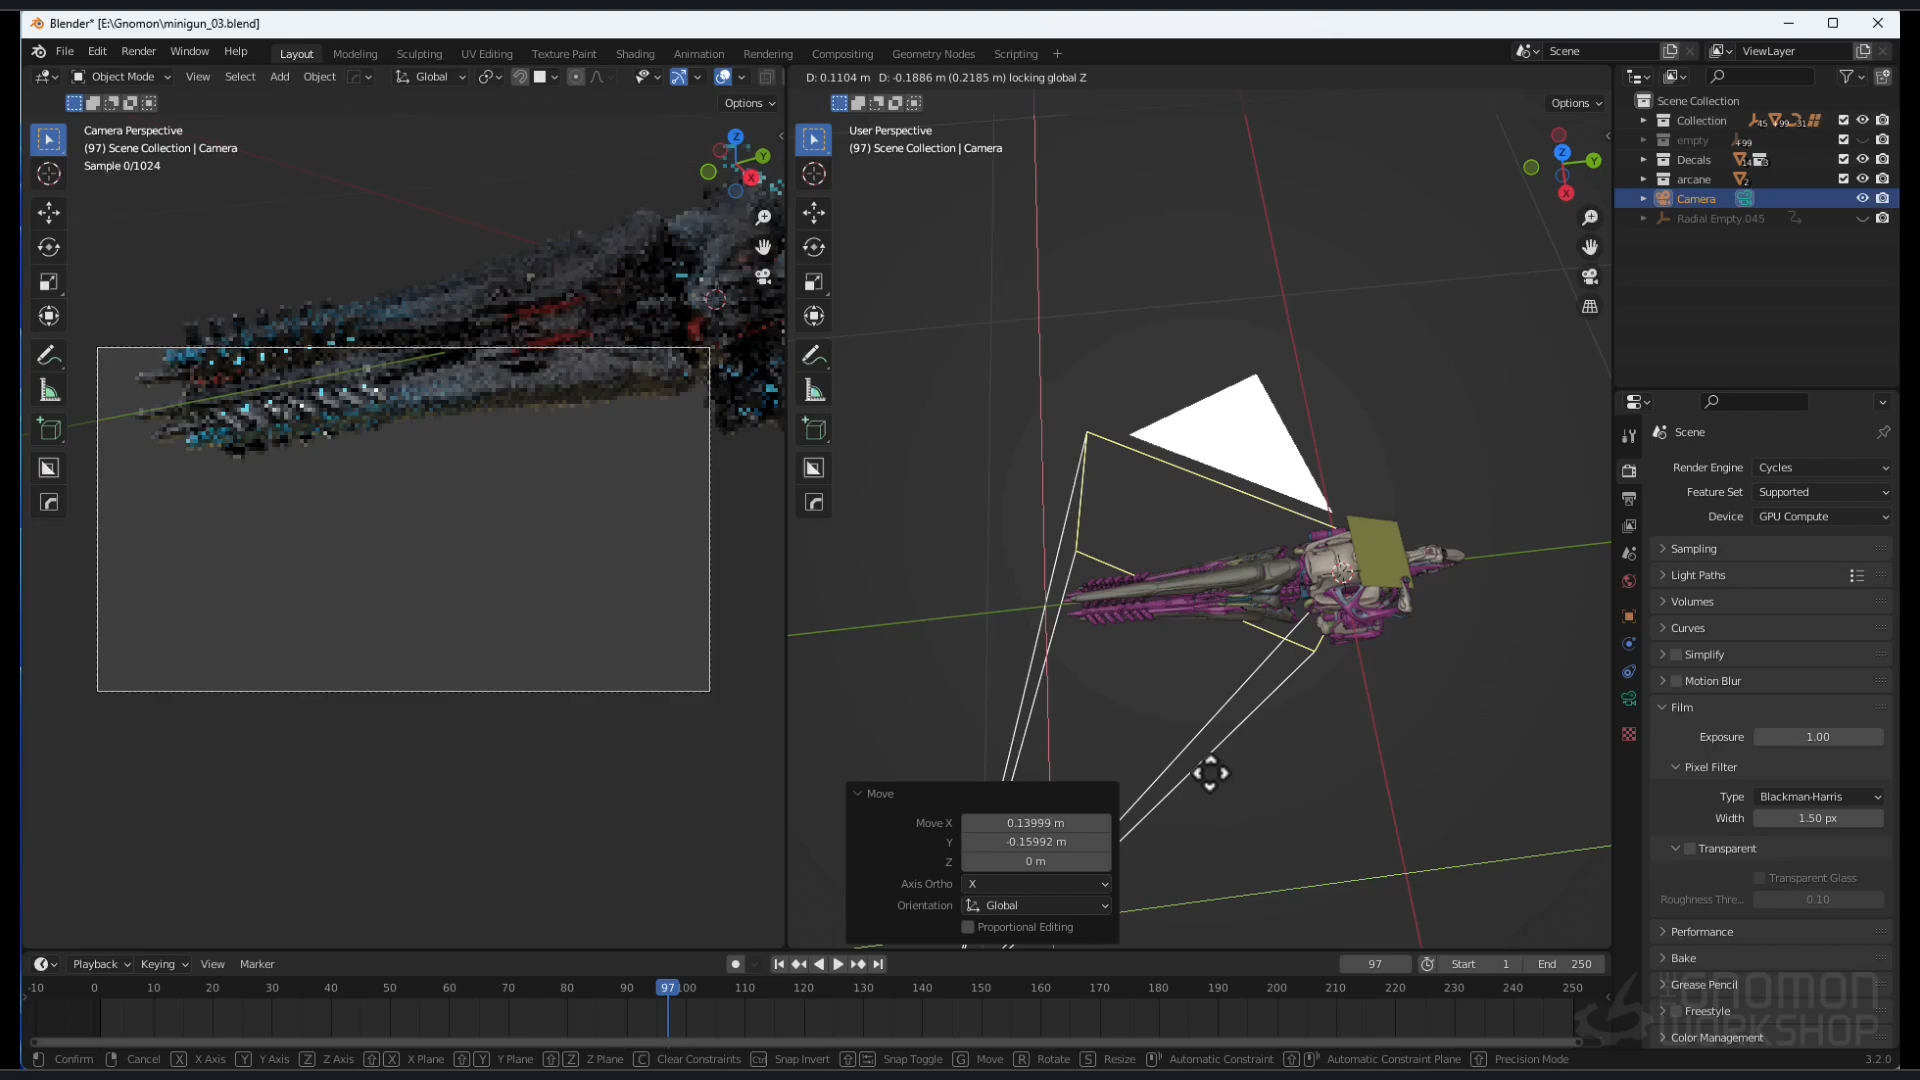 Blender* [E:\Gnomon\minigun_03.blend]
File Edit Render Window Help Layout Modeling Sculpting UV Editing Texture Paint Shading Animation Rendering Compositing Geometry Nodes Scripting + Scene ViewLayer
Object Mode View Select Add Object Global D: 0.1104 m D: -0.1886 m (0.2185 m) locking global Z
Options Options
Camera Perspective
(97) Scene Collection | Camera
Sample 0/1024
Z
Y
X
User Perspective
(97) Scene Collection | Camera
Z
Y
X
Scene Collection
Collection 45 +99 31
empty +99
Decals 14 3
arcane 2
Camera
Radial Empty.045
Scene
Render Engine Cycles
Feature Set Supported
Device GPU Compute
Sampling
Light Paths
Volumes
Curves
Simplify
Motion Blur
Film
Exposure 1.00
Pixel Filter
Type Blackman-Harris
Width 1.50 px
Transparent
Transparent Glass
Roughness Thre... 0.10
Performance
Bake
Grease Pencil
Freestyle
Color Management
Move
Move X 0.13999 m
Y -0.15992 m
Z 0 m
Axis Ortho X
Orientation Global
Proportional Editing
Playback Keying View Marker 97 Start 1 End 250
-10 0 10 20 30 40 50 60 70 80 90 97 100 110 120 130 140 150 160 170 180 190 200 210 220 230 240 250
THE GNOMON
WORKSHOP
Confirm Cancel X X Axis Y Y Axis Z Z Axis X X Plane Y Y Plane Z Z Plane C Clear Constraints Ctrl Snap Invert Snap Toggle G Move R Rotate S Resize Automatic Constraint Automatic Constraint Plane Precision Mode 3.2.0